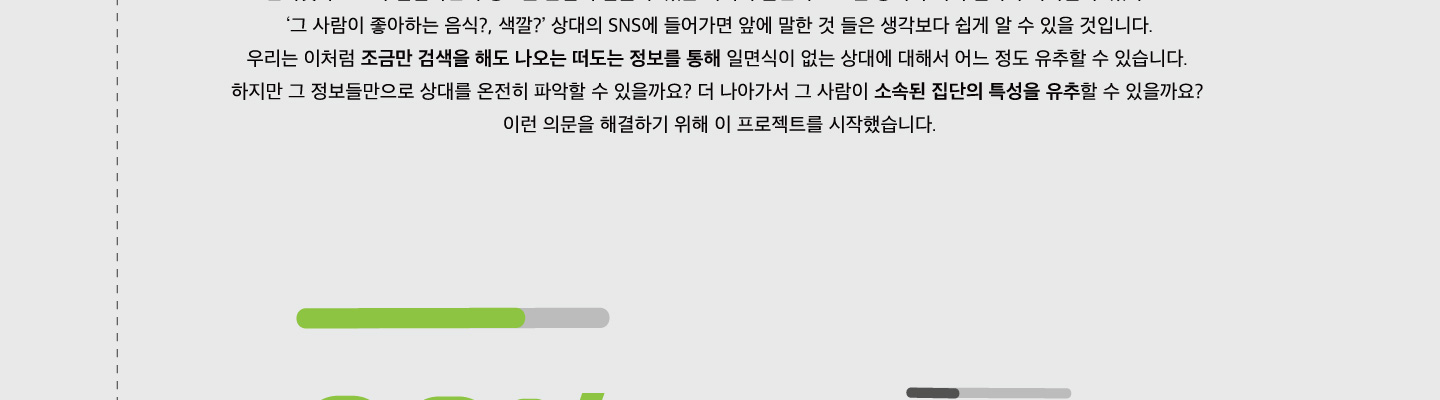 ‘그 사람이 좋아하는 음식?, 색깔?’ 상대의 SNS에 들어가면 앞에 말한 것 들은 생각보다 쉽게 알 수 있을 것입니다.
우리는 이처럼 조금만 검색을 해도 나오는 떠도는 정보를 통해 일면식이 없는 상대에 대해서 어느 정도 유추할 수 있습니다.
하지만 그 정보들만으로 상대를 온전히 파악할 수 있을까요? 더 나아가서 그 사람이 소속된 집단의 특성을 유추할 수 있을까요?
이런 의문을 해결하기 위해 이 프로젝트를 시작했습니다.